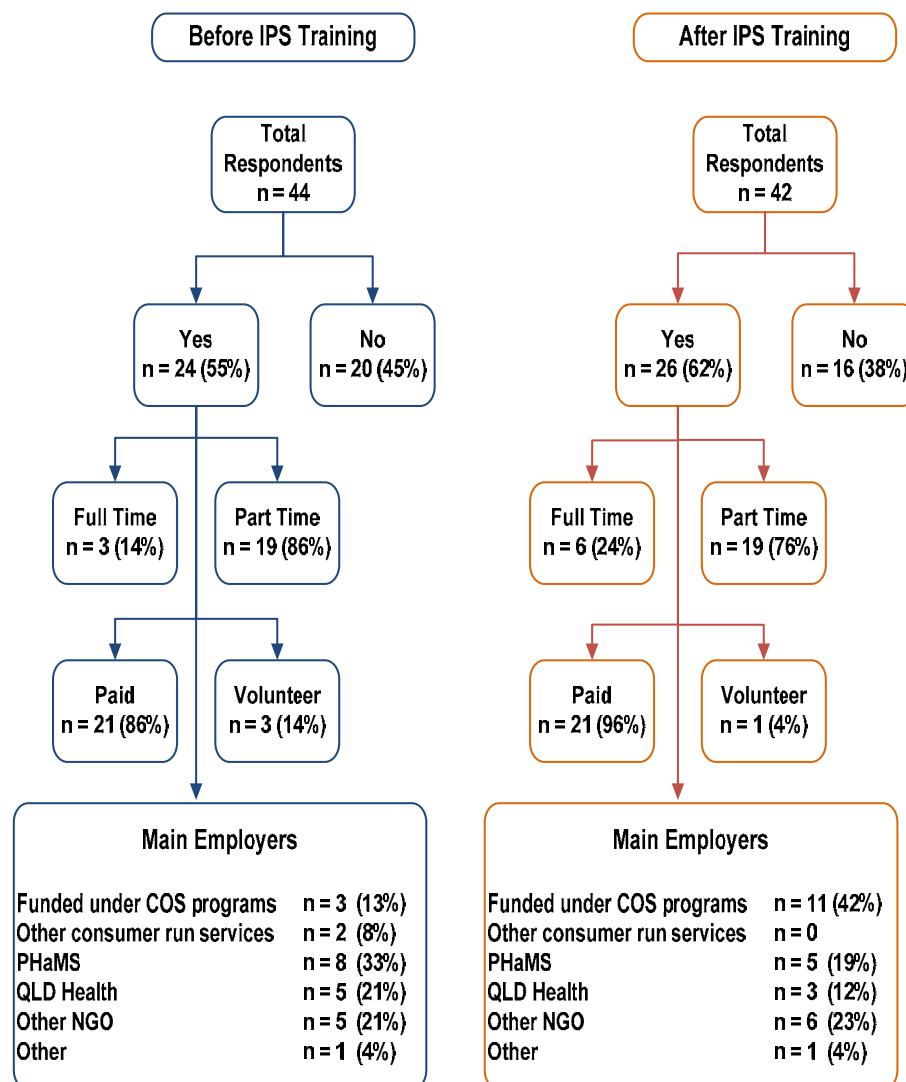 Before IPS Training
Total
Respondents
n = 44
Yes
n = 24 (55%)
No
n = 20 (45%)
Full Time
n = 3 (14%)
Part Time
n = 19 (86%)
Paid
n = 21 (86%)
Volunteer
n = 3 (14%)
Main Employers
Funded under COS programs n = 3 (13%)
Other consumer run services n = 2 (8%)
PHaMS n = 8 (33%)
QLD Health n = 5 (21%)
Other NGO n = 5 (21%)
Other n = 1 (4%)
After IPS Training
Total
Respondents
n = 42
Yes
n = 26 (62%)
No
n = 16 (38%)
Full Time
n = 6 (24%)
Part Time
n = 19 (76%)
Paid
n = 21 (96%)
Volunteer
n = 1 (4%)
Main Employers
Funded under COS programs n = 11 (42%)
Other consumer run services n = 0
PHaMS n = 5 (19%)
QLD Health n = 3 (12%)
Other NGO n = 6 (23%)
Other n = 1 (4%)